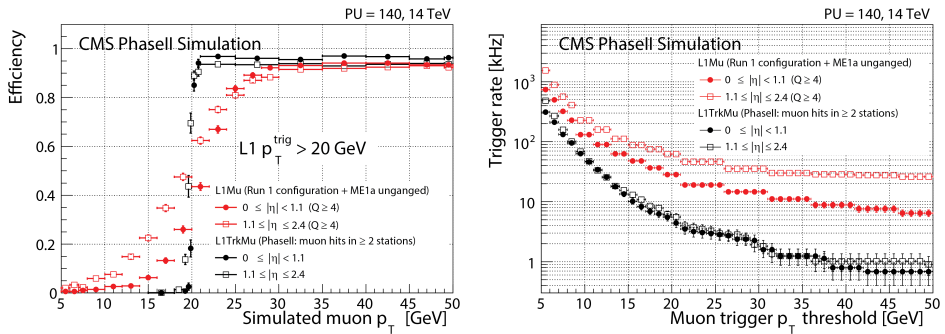 PU = 140, 14 TeV
CMS PhaseII Simulation
Efficiency
1
0.8
0.6
0.4
0.2
0
L1 p_T^trig > 20 GeV
L1Mu (Run 1 configuration + ME1a unganged)
0 ≤ |η| < 1.1 (Q ≥ 4)
1.1 ≤ |η| ≤ 2.4 (Q ≥ 4)
L1TrkMu (PhaseII: muon hits in ≥ 2 stations)
0 ≤ |η| < 1.1
1.1 ≤ |η| ≤ 2.4
5 10 15 20 25 30 35 40 45 50
Simulated muon p_T [GeV]
PU = 140, 14 TeV
CMS PhaseII Simulation
Trigger rate [kHz]
10³
10²
10
1
L1Mu (Run 1 configuration + ME1a unganged)
0 ≤ |η| < 1.1 (Q ≥ 4)
1.1 ≤ |η| ≤ 2.4 (Q ≥ 4)
L1TrkMu (PhaseII: muon hits in ≥ 2 stations)
0 ≤ |η| < 1.1
1.1 ≤ |η| ≤ 2.4
5 10 15 20 25 30 35 40 45 50
Muon trigger p_T threshold [GeV]